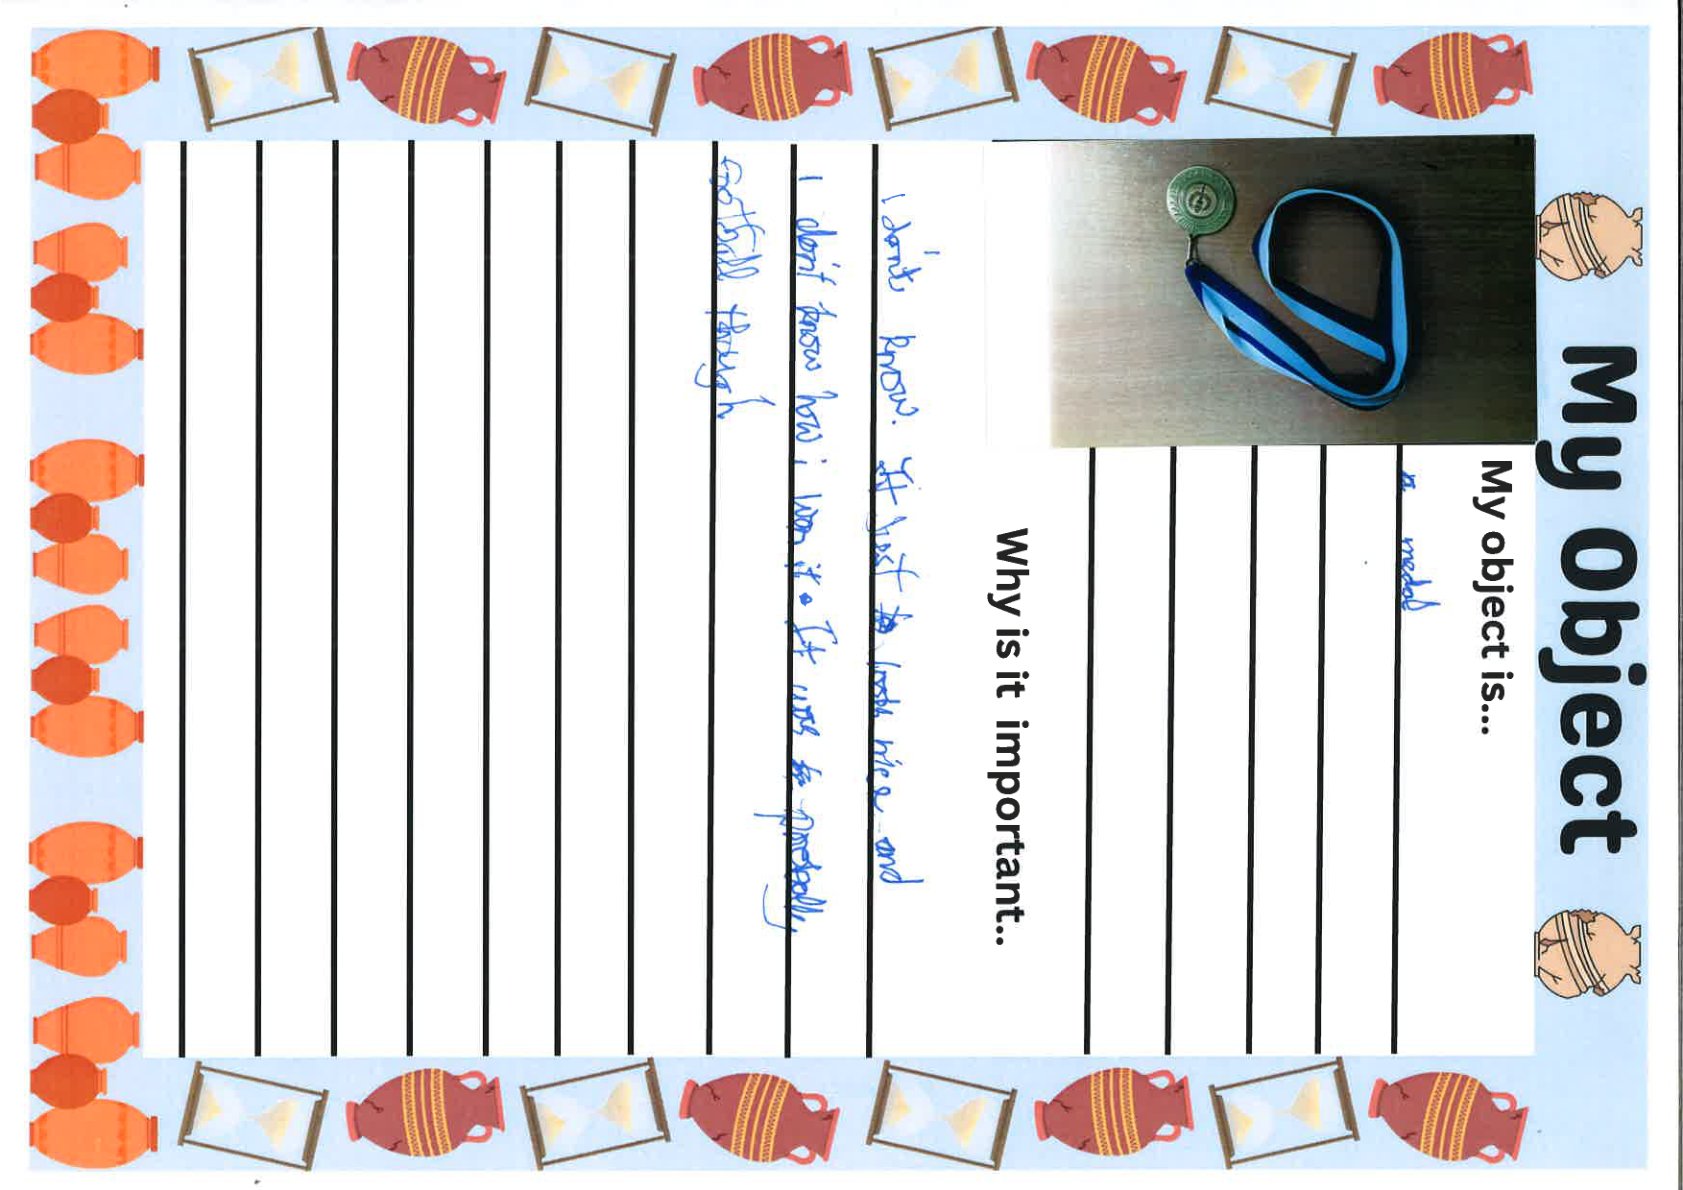 My Object
My object is...
a medal
Why is it important..
I don't know. It just looks nice and
I don't know how i won it. It was probally
football though